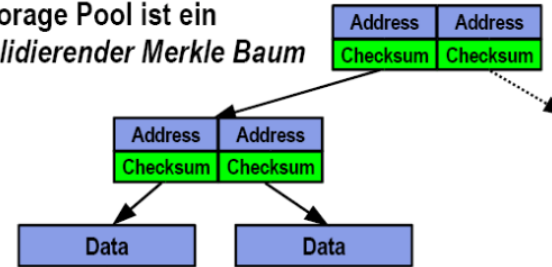 orage Pool ist ein
lidierender Merkle Baum
Address Address
Checksum Checksum
Address Address
Checksum Checksum
Data Data